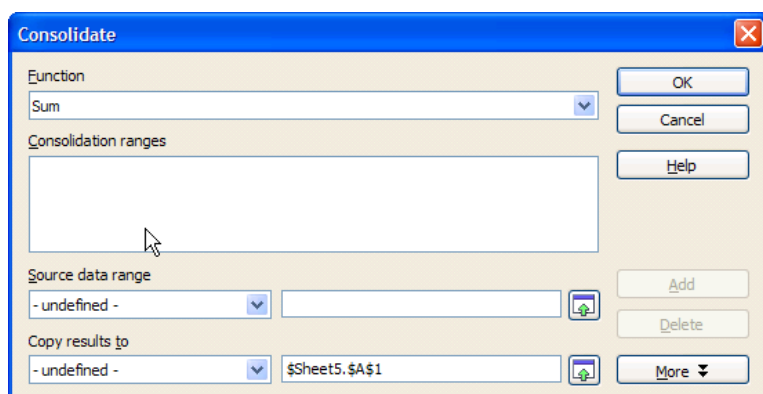 Consolidate
Function
OK
Sum
Cancel
Consolidation ranges
Help
Source data range
Add
- undefined -
Delete
Copy results to
- undefined -
$Sheet5.$A$1
More